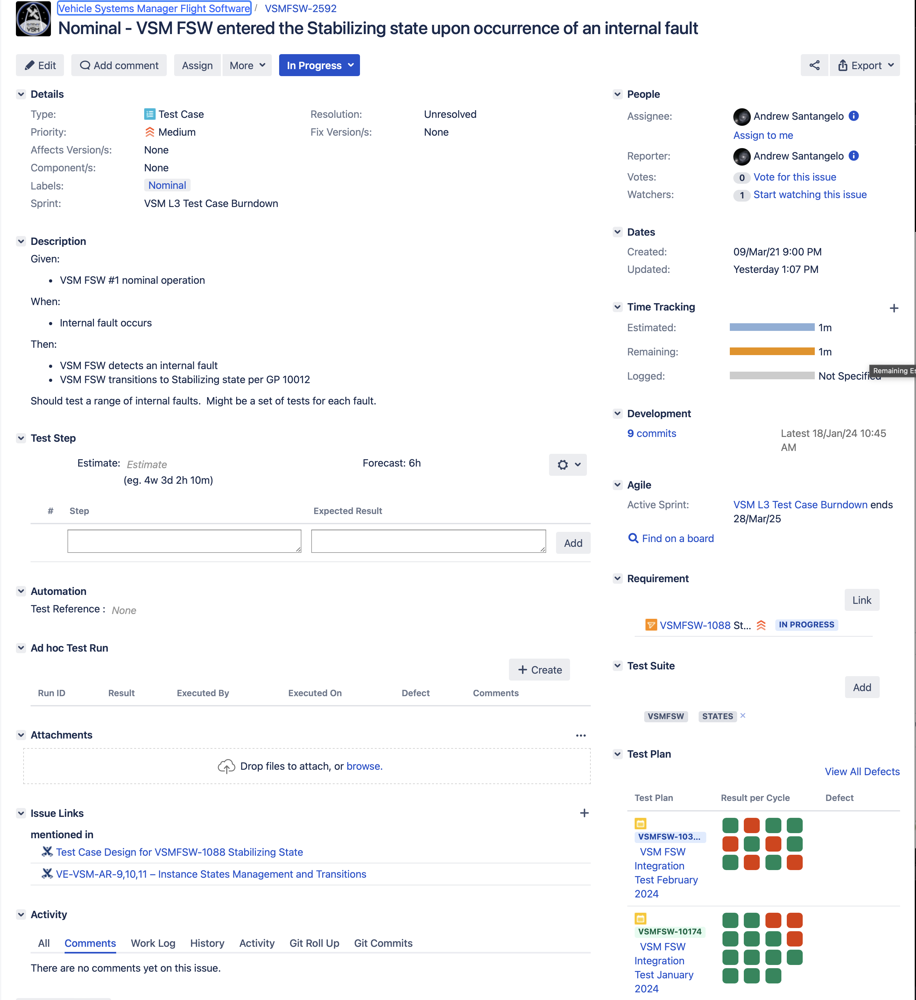 Vehicle Systems Manager Flight Software / VSMFSW-2592
Nominal - VSM FSW entered the Stabilizing state upon occurrence of an internal fault
Edit
Add comment
Assign
More
In Progress
Export
Details
Type: Test Case
Resolution: Unresolved
Priority: Medium
Fix Version/s: None
Affects Version/s: None
Component/s: None
Labels: Nominal
Sprint: VSM L3 Test Case Burndown
Description
Given:
• VSM FSW #1 nominal operation
When:
• Internal fault occurs
Then:
• VSM FSW detects an internal fault
• VSM FSW transitions to Stabilizing state per GP 10012
Should test a range of internal faults. Might be a set of tests for each fault.
Test Step
Estimate: Estimate
(eg. 4w 3d 2h 10m)
Forecast: 6h
# Step Expected Result
Add
Automation
Test Reference : None
Ad hoc Test Run
+ Create
Run ID Result Executed By Executed On Defect Comments
Attachments
...
Drop files to attach, or browse.
Issue Links
+
mentioned in
Test Case Design for VSMFSW-1088 Stabilizing State
VE-VSM-AR-9,10,11 – Instance States Management and Transitions
Activity
All Comments Work Log History Activity Git Roll Up Git Commits
There are no comments yet on this issue.
People
Assignee: Andrew Santangelo
Assign to me
Reporter: Andrew Santangelo
Votes: 0 Vote for this issue
Watchers: 1 Start watching this issue
Dates
Created: 09/Mar/21 9:00 PM
Updated: Yesterday 1:07 PM
Time Tracking
+
Estimated: 1m
Remaining: 1m
Remaining Es
Logged: Not Specified
Development
9 commits
Latest 18/Jan/24 10:45
AM
Agile
Active Sprint: VSM L3 Test Case Burndown ends
28/Mar/25
Find on a board
Requirement
Link
VSMFSW-1088 St... IN PROGRESS
Test Suite
Add
VSMFSW STATES ×
Test Plan
View All Defects
Test Plan Result per Cycle Defect
VSMFSW-103...
VSM FSW
Integration
Test February
2024
VSMFSW-10174
VSM FSW
Integration
Test January
2024